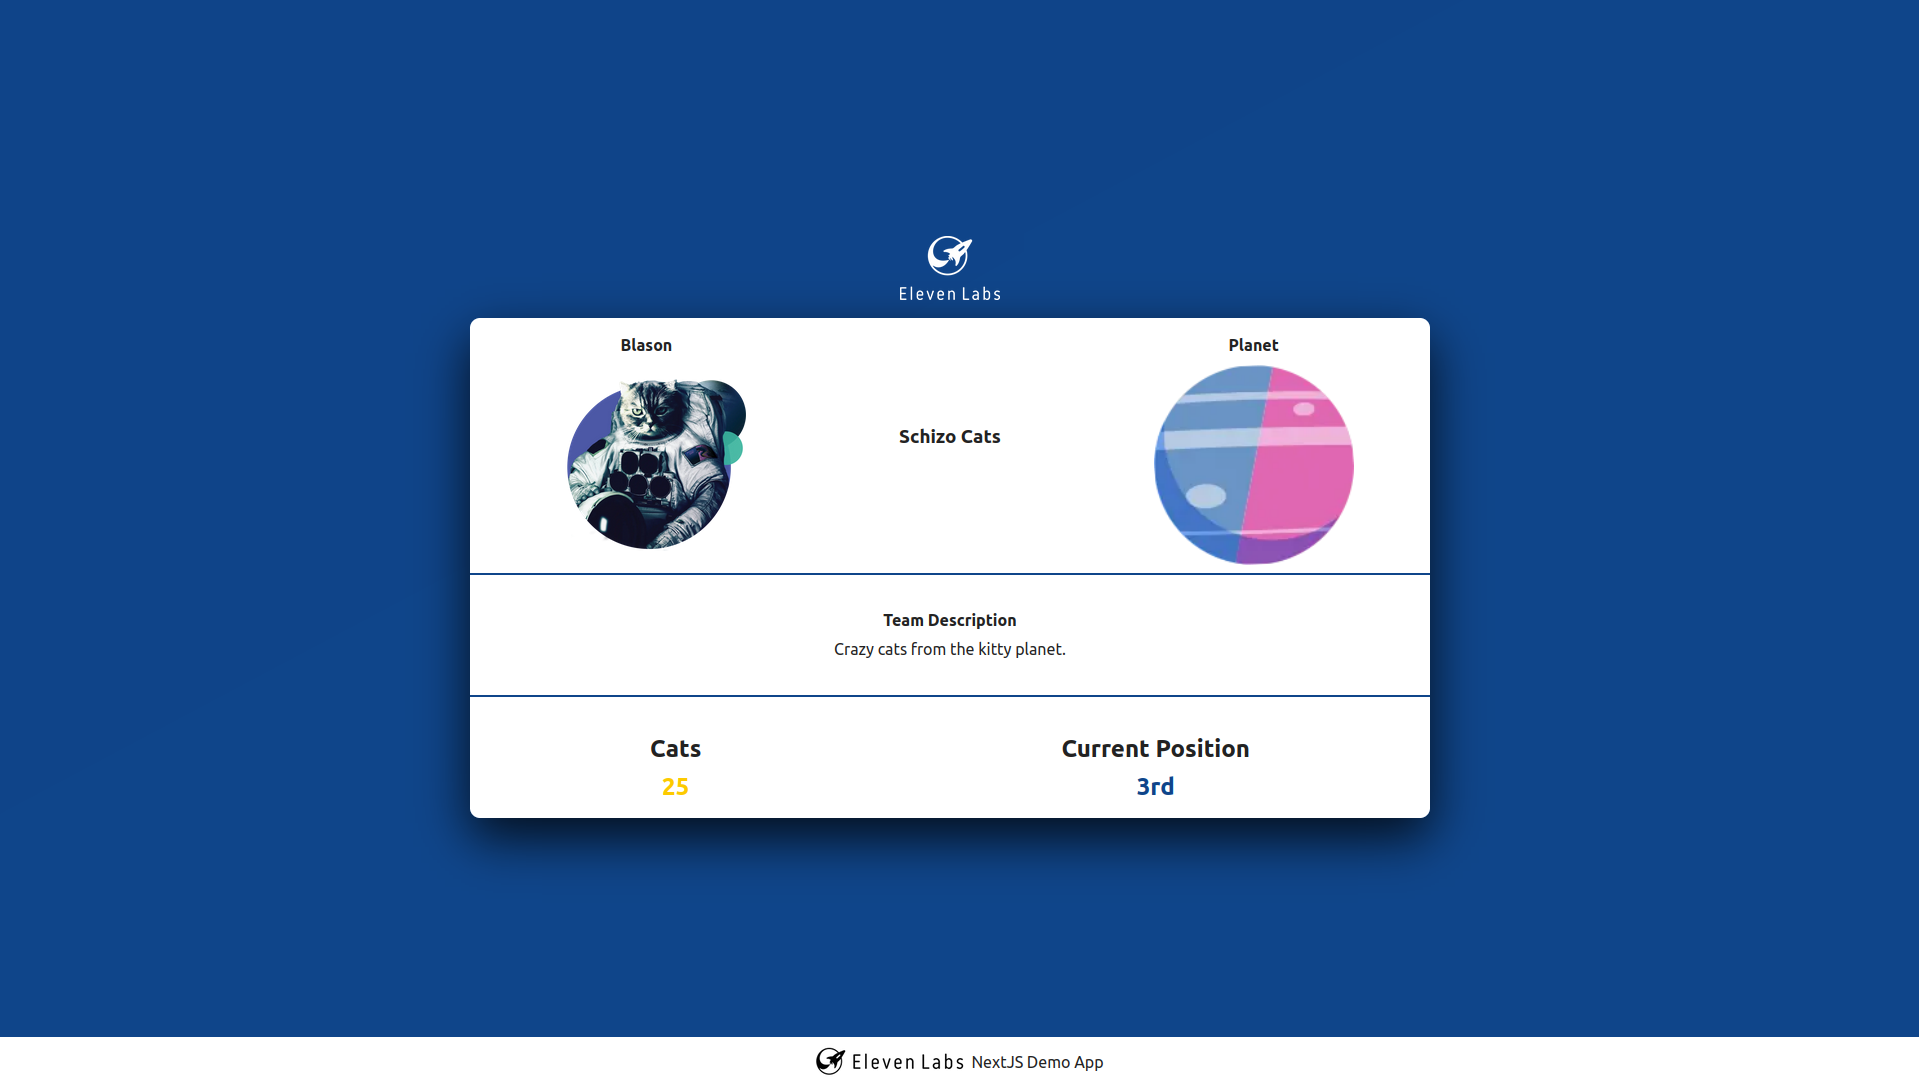 Eleven Labs
Blason
Planet
Schizo Cats
Team Description
Crazy cats from the kitty planet.
Cats
Current Position
25
3rd
Eleven Labs NextJS Demo App